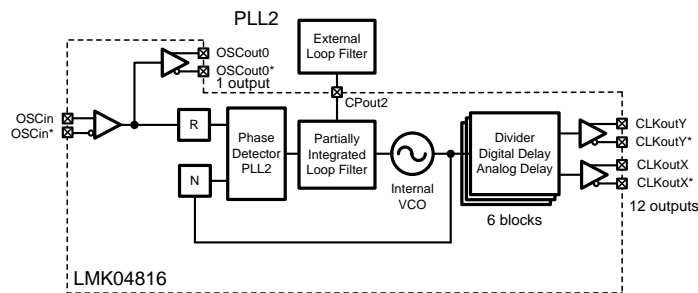 PLL2
OSCout0
OSCout0*
1 output
External
Loop Filter
CPout2
OSCin
OSCin*
R
N
Phase
Detector
PLL2
Partially
Integrated
Loop Filter
Internal
VCO
Divider
Digital Delay
Analog Delay
6 blocks
CLKoutY
CLKoutY*
CLKoutX
CLKoutX*
12 outputs
LMK04816